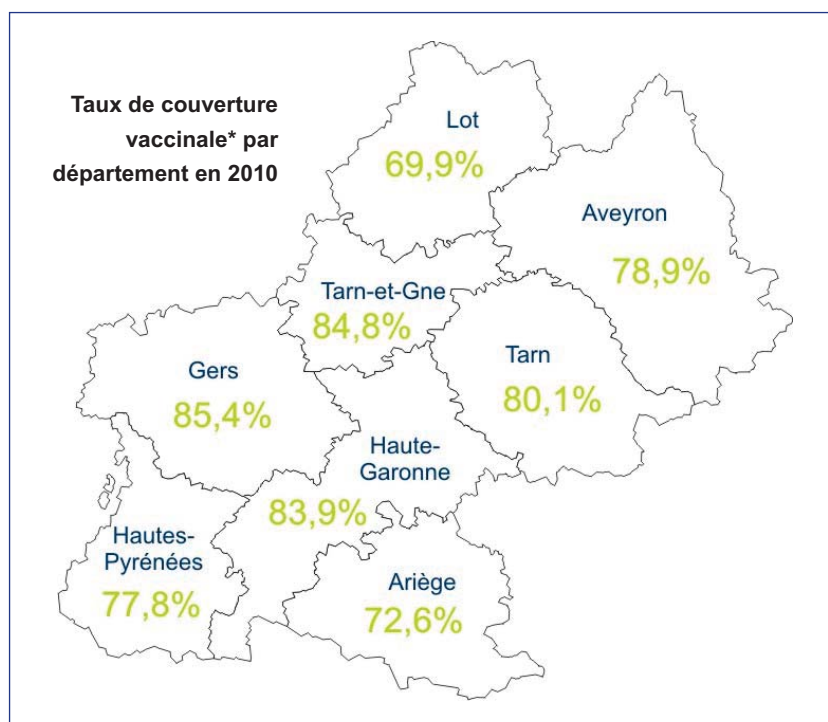 Taux de couverture
vaccinale* par
département en 2010
Lot
69,9%
Aveyron
78,9%
Tarn-et-Gne
84,8%
Tarn
80,1%
Gers
85,4%
Haute-
Garonne
83,9%
Hautes-
Pyrénées
77,8%
Ariège
72,6%